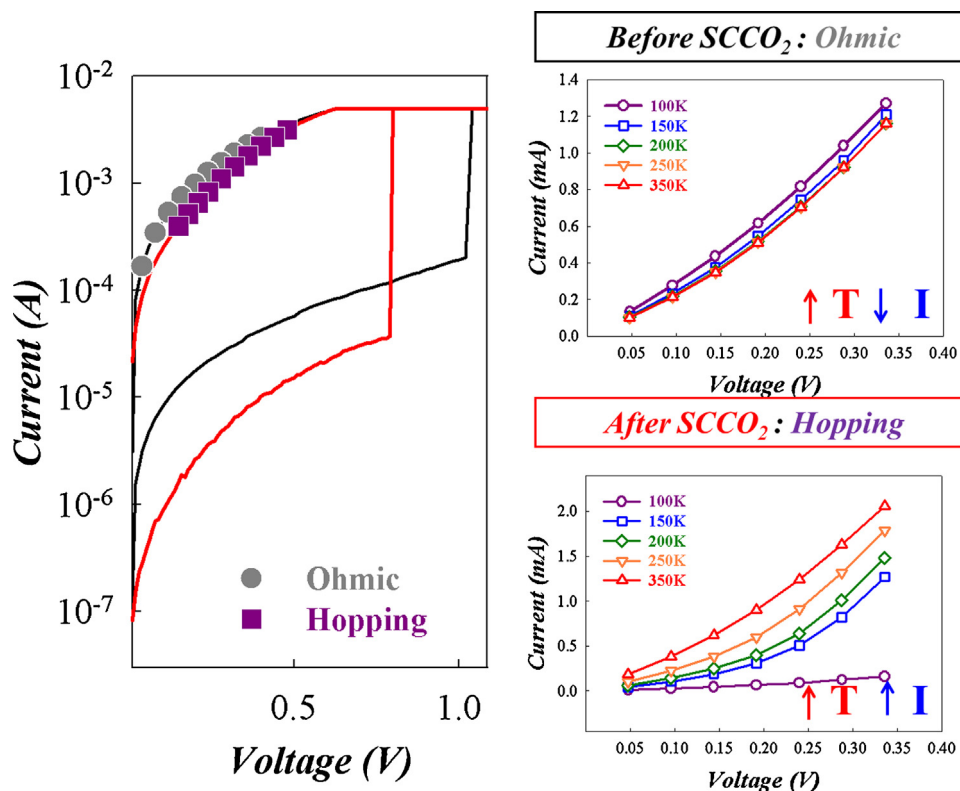 Current (A)
10⁻²
10⁻³
10⁻⁴
10⁻⁵
10⁻⁶
10⁻⁷
Ohmic
Hopping
0.5 1.0
Voltage (V)
Before SCCO₂ : Ohmic
Current (mA)
1.4
1.2
1.0
0.8
0.6
0.4
0.2
0.0
100K
150K
200K
250K
350K
↑ T ↓ I
0.05 0.10 0.15 0.20 0.25 0.30 0.35 0.40
Voltage (V)
After SCCO₂ : Hopping
Current (mA)
2.0
1.5
1.0
0.5
0.0
100K
150K
200K
250K
350K
↑ T ↑ I
0.05 0.10 0.15 0.20 0.25 0.30 0.35 0.40
Voltage (V)